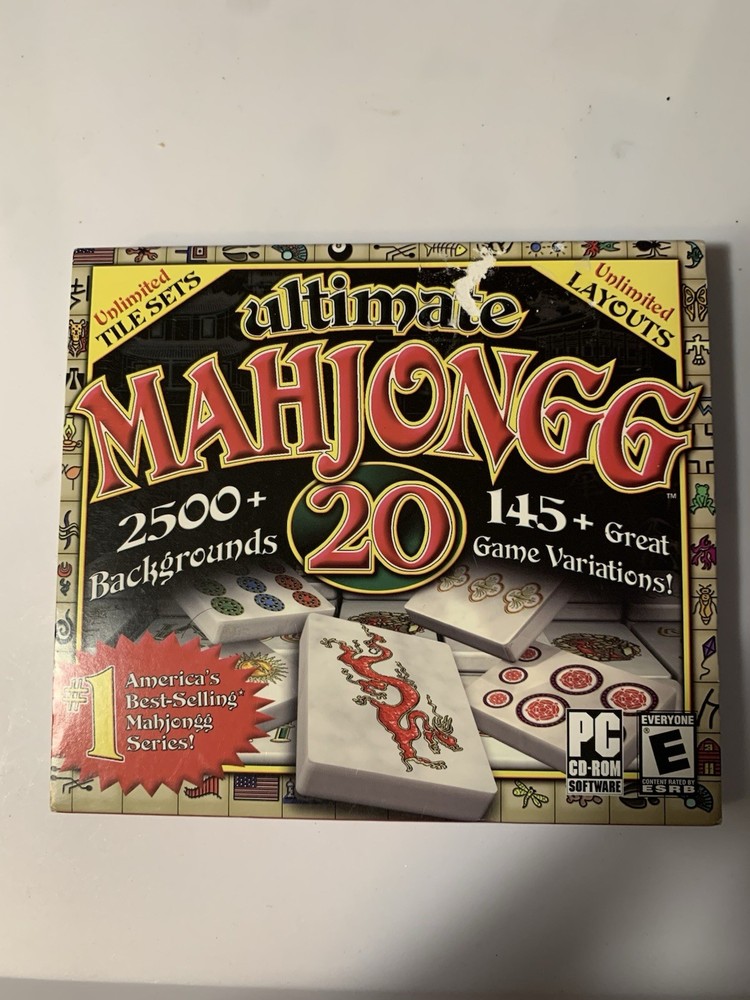 Unlimited
TILE SETS
Unlimited
LAYOUTS
ultimate
MAHJONGG
20
TM
2500+
Backgrounds
145+ Great
Game Variations!
#1
America's
Best-Selling*
Mahjongg
Series!
PC
CD-ROM
SOFTWARE
EVERYONE
E
CONTENT RATED BY
ESRB